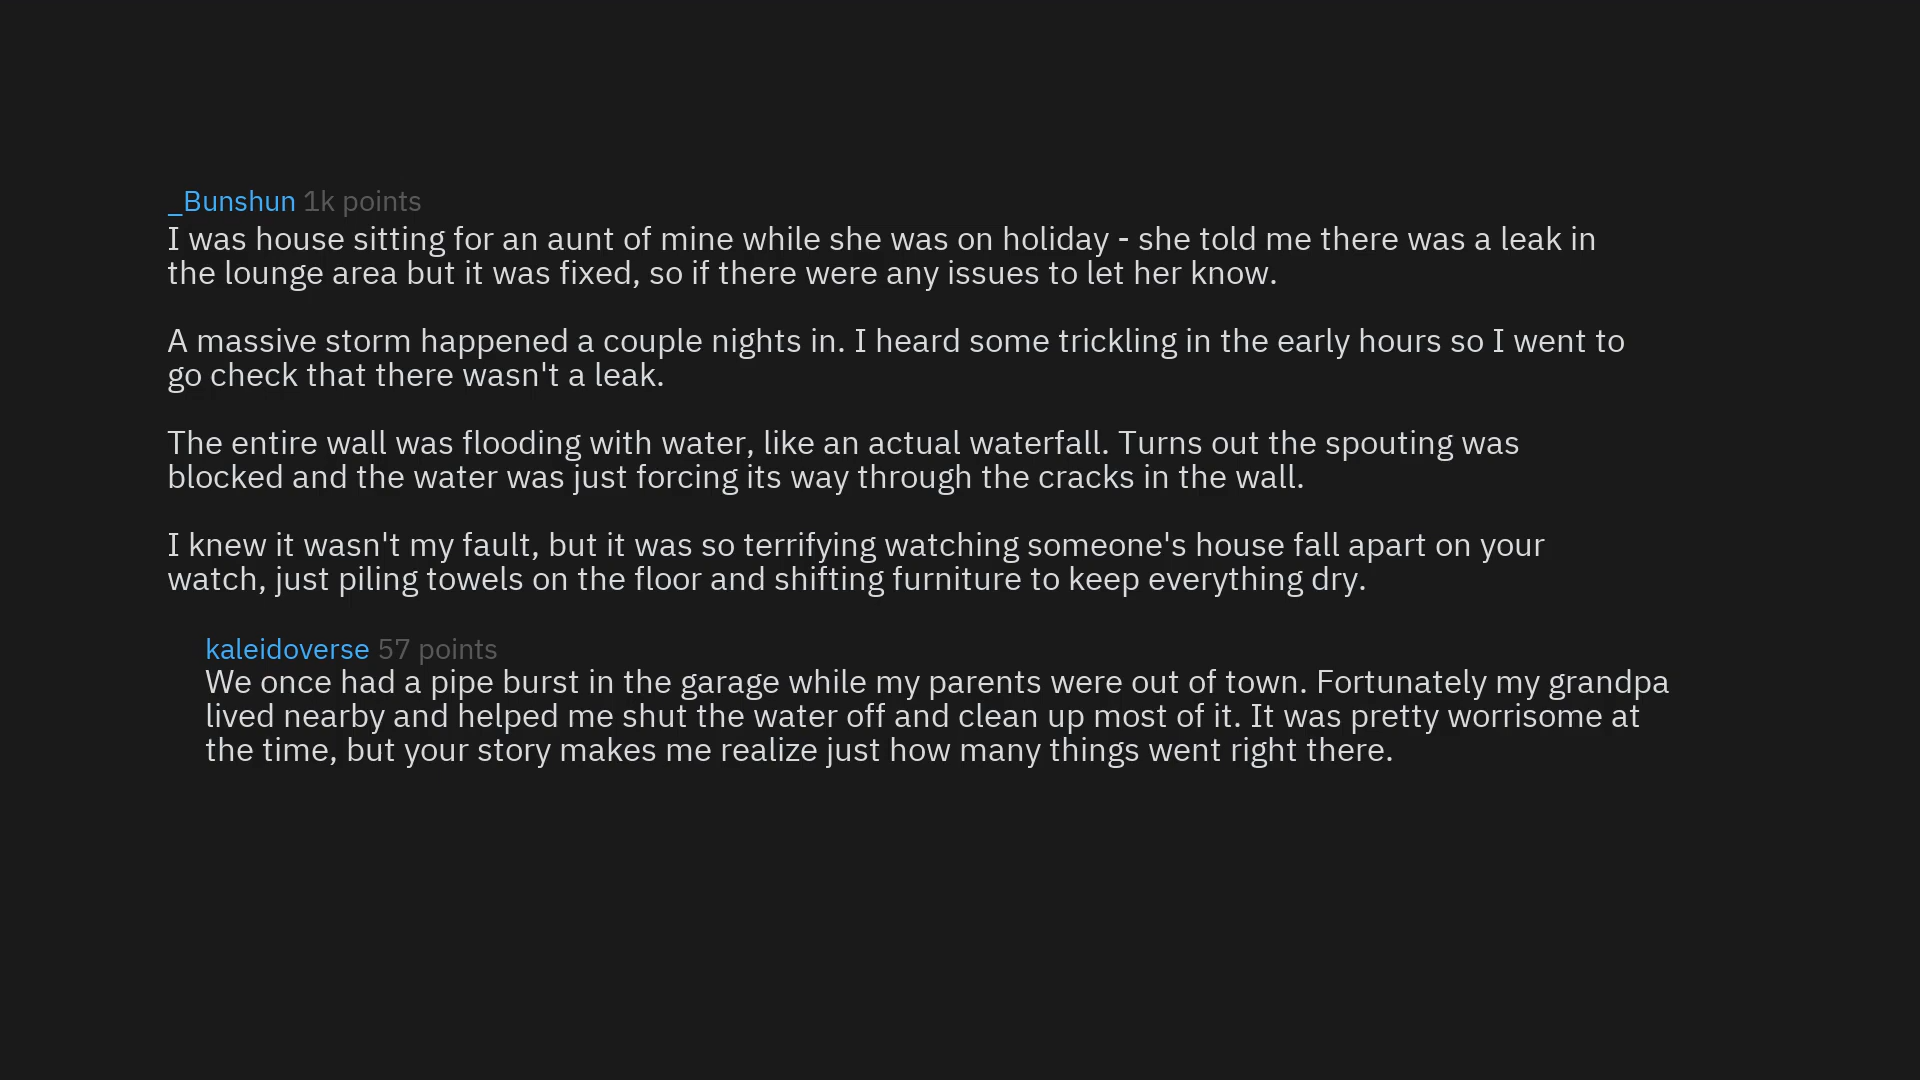 _Bunshun 1k points
I was house sitting for an aunt of mine while she was on holiday - she told me there was a leak in
the lounge area but it was fixed, so if there were any issues to let her know.
A massive storm happened a couple nights in. I heard some trickling in the early hours so I went to
go check that there wasn't a leak.
The entire wall was flooding with water, like an actual waterfall. Turns out the spouting was
blocked and the water was just forcing its way through the cracks in the wall.
I knew it wasn't my fault, but it was so terrifying watching someone's house fall apart on your
watch, just piling towels on the floor and shifting furniture to keep everything dry.
kaleidoverse 57 points
We once had a pipe burst in the garage while my parents were out of town. Fortunately my grandpa
lived nearby and helped me shut the water off and clean up most of it. It was pretty worrisome at
the time, but your story makes me realize just how many things went right there.